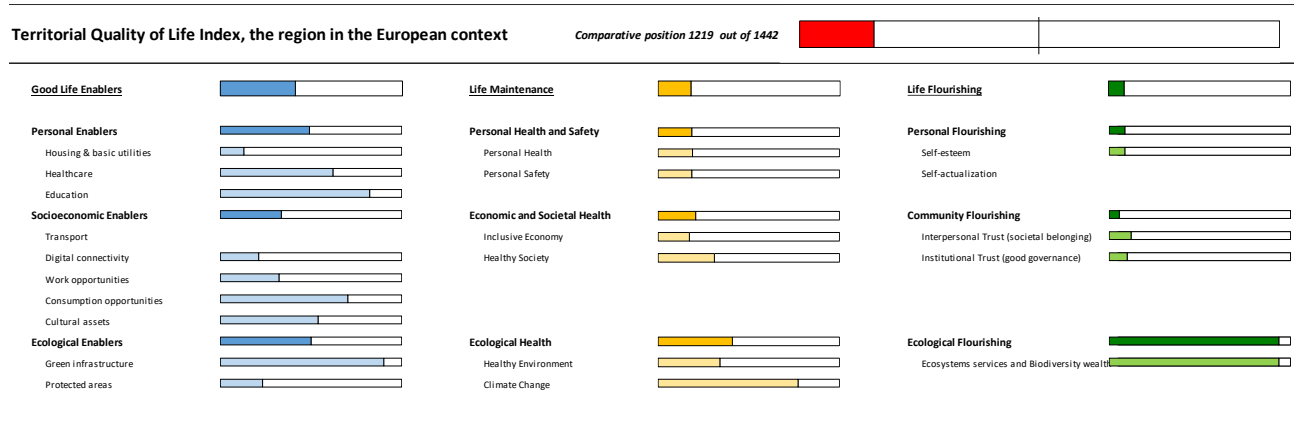 Territorial Quality of Life Index, the region in the European context
Comparative position 1219 out of 1442
Good Life Enablers
Personal Enablers
Housing & basic utilities
Healthcare
Education
Socioeconomic Enablers
Transport
Digital connectivity
Work opportunities
Consumption opportunities
Cultural assets
Ecological Enablers
Green infrastructure
Protected areas
Life Maintenance
Personal Health and Safety
Personal Health
Personal Safety
Economic and Societal Health
Inclusive Economy
Healthy Society
Ecological Health
Healthy Environment
Climate Change
Life Flourishing
Personal Flourishing
Self-esteem
Self-actualization
Community Flourishing
Interpersonal Trust (societal belonging)
Institutional Trust (good governance)
Ecological Flourishing
Ecosystems services and Biodiversity wealth